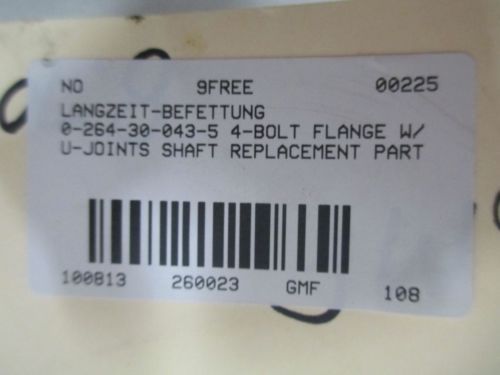 NO 9FREE 00225
LANGZEIT-BEFETTUNG
0-264-30-043-5 4-BOLT FLANGE W/
U-JOINTS SHAFT REPLACEMENT PART
100813 260023 GMF 108